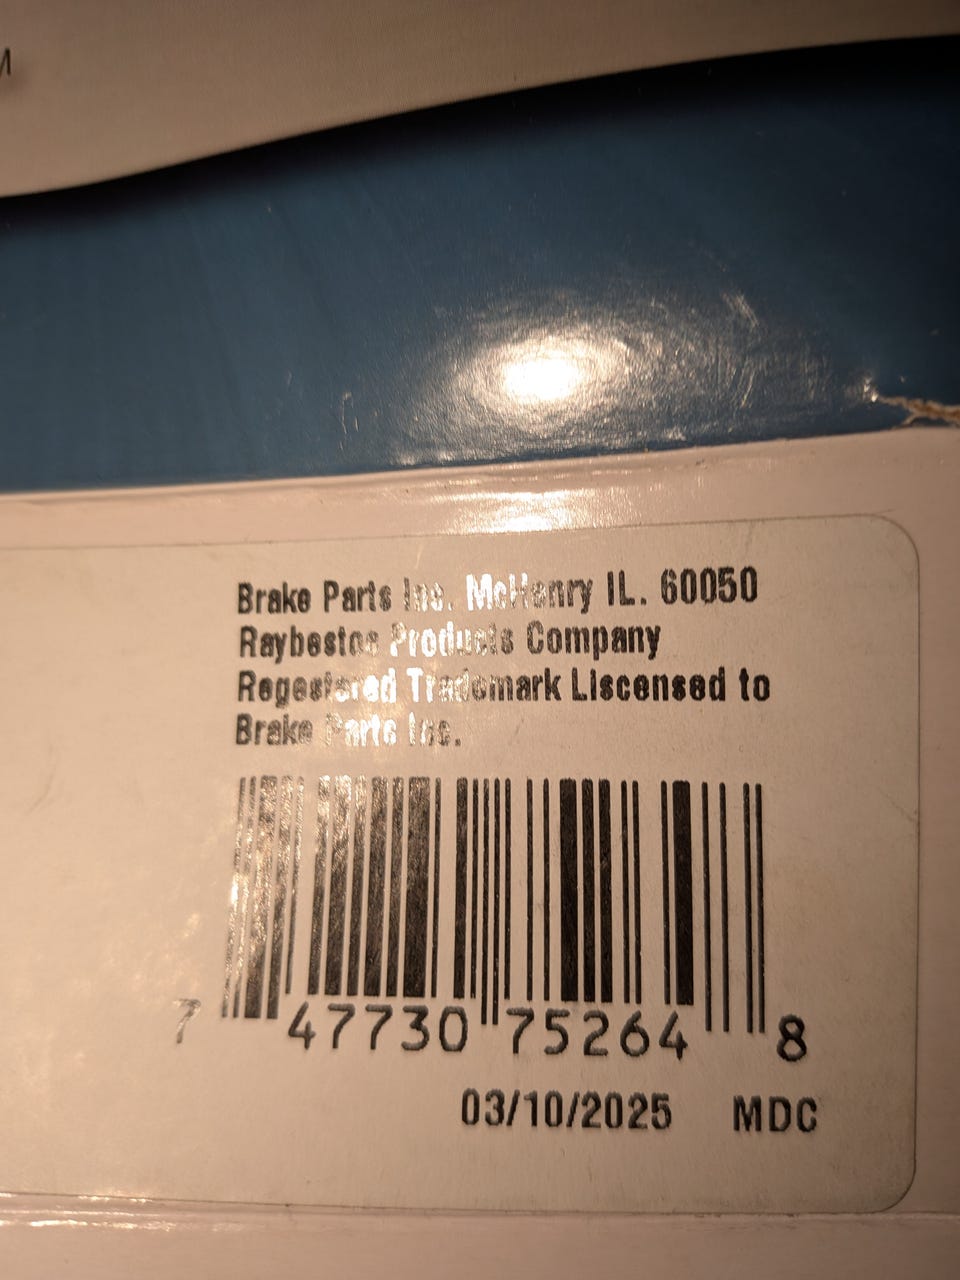 Brake Parts Inc. McHenry IL. 60050
Raybestos Products Company
Regestered Trademark Liscensed to
Brake Parts Inc.
7 47730 75264 8
03/10/2025 MDC